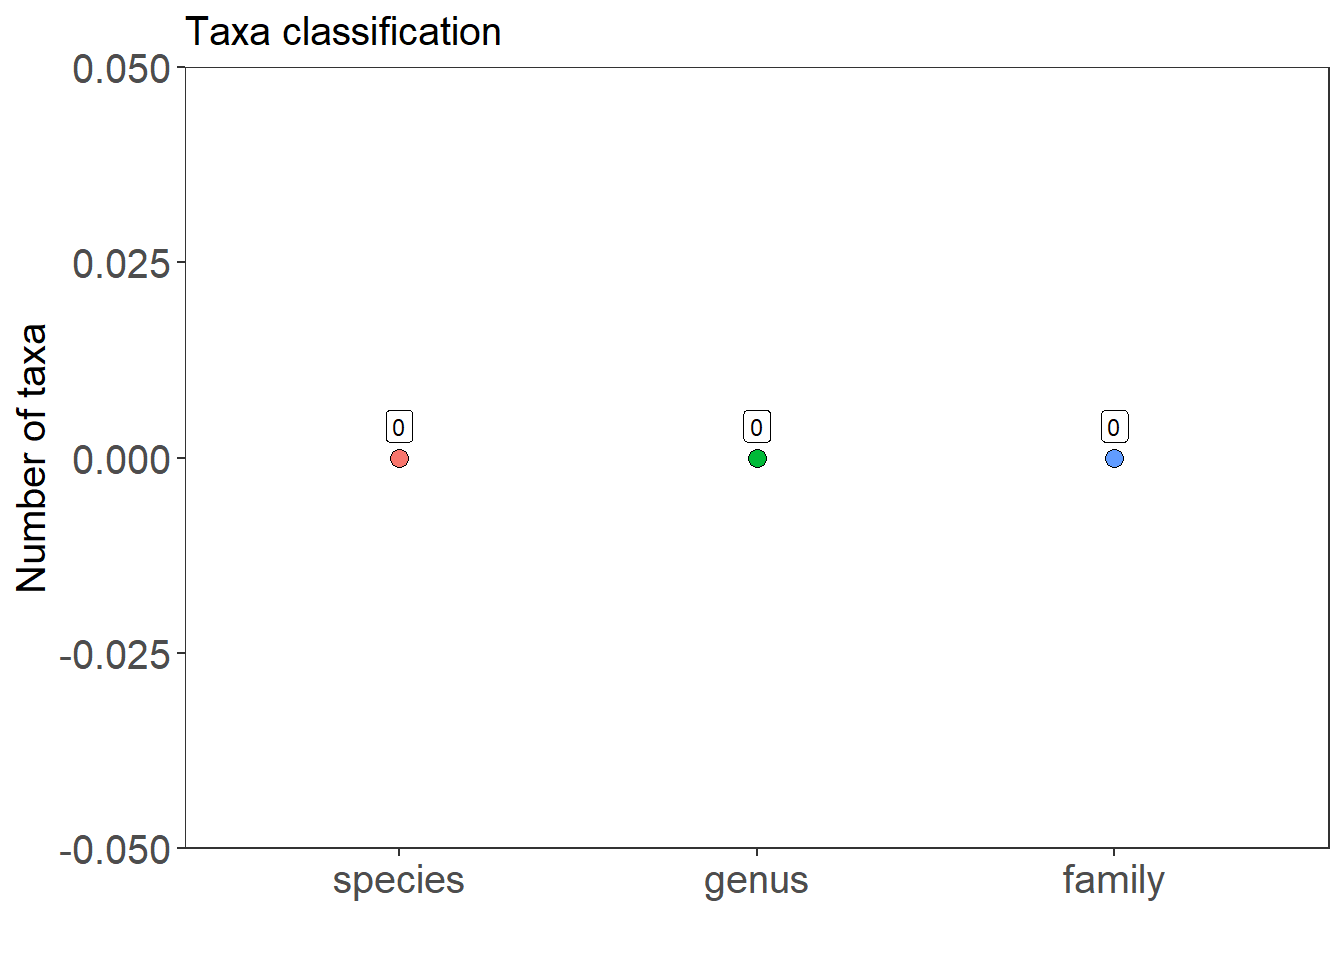 Taxa classification
Number of taxa
0.050
0.025
0.000
-0.025
-0.050
0
0
0
species
genus
family